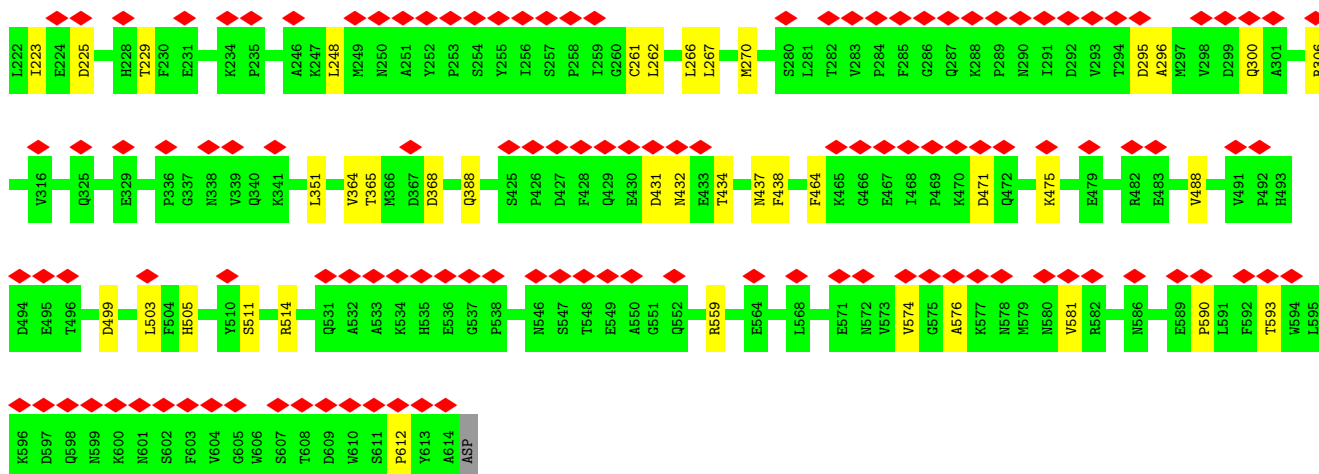 L222 I223 E224 D225 H228 T229 F230 E231 K234 P235 A246 K247 L248 M249 N250 A251 Y252 P253 S254 Y255 I256 S257 P258 I259 G260 C261 L262 L266 L267 M270 S280 L281 T282 V283 P284 F285 G286 Q287 K288 P289 N290 I291 D292 V293 T294 D295 A296 M297 V298 D299 Q300 A301
V316 Q325 E329 P336 G337 N338 V339 Q340 K341 L351 V364 T365 M366 D367 D368 Q388 S425 P426 D427 F428 Q429 E430 D431 N432 E433 T434 N437 F438 F464 K465 G466 E467 I468 P469 K470 D471 Q472 K475 E479 R482 E483 V488 V491 P492 H493
D494 E495 T496 D499 L503 F504 H505 Y510 S511 R514 Q531 A532 A533 K534 H535 E536 G537 P538 N546 S547 T548 E549 A550 G551 Q552 R559 E564 L568 E571 N572 V573 V574 G575 A576 K577 N578 M579 N580 V581 R582 N586 E589 P590 L591 F592 T593 W594 L595
K596 D597 Q598 N599 K600 N601 S602 F603 V604 G605 W606 S607 T608 D609 W610 S611 P612 Y613 A614 ASP